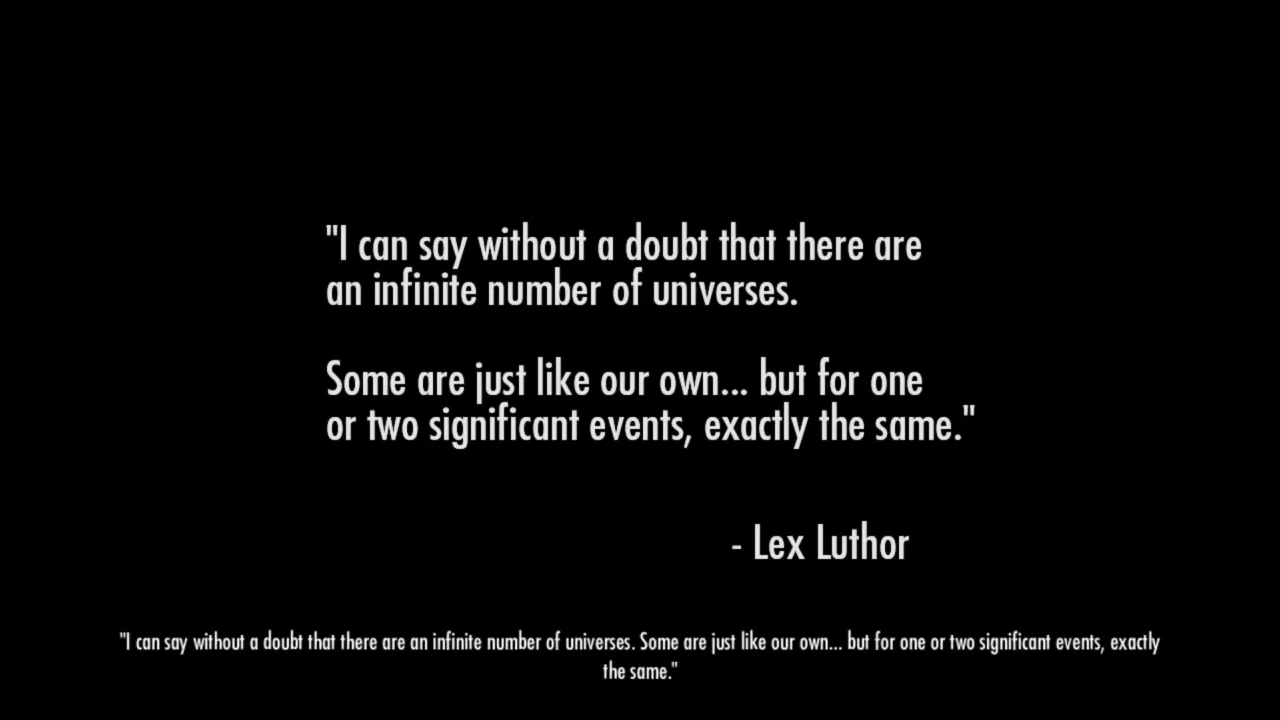 "I can say without a doubt that there are
an infinite number of universes.
Some are just like our own... but for one
or two significant events, exactly the same."
- Lex Luthor
"I can say without a doubt that there are an infinite number of universes. Some are just like our own... but for one or two significant events, exactly
the same."